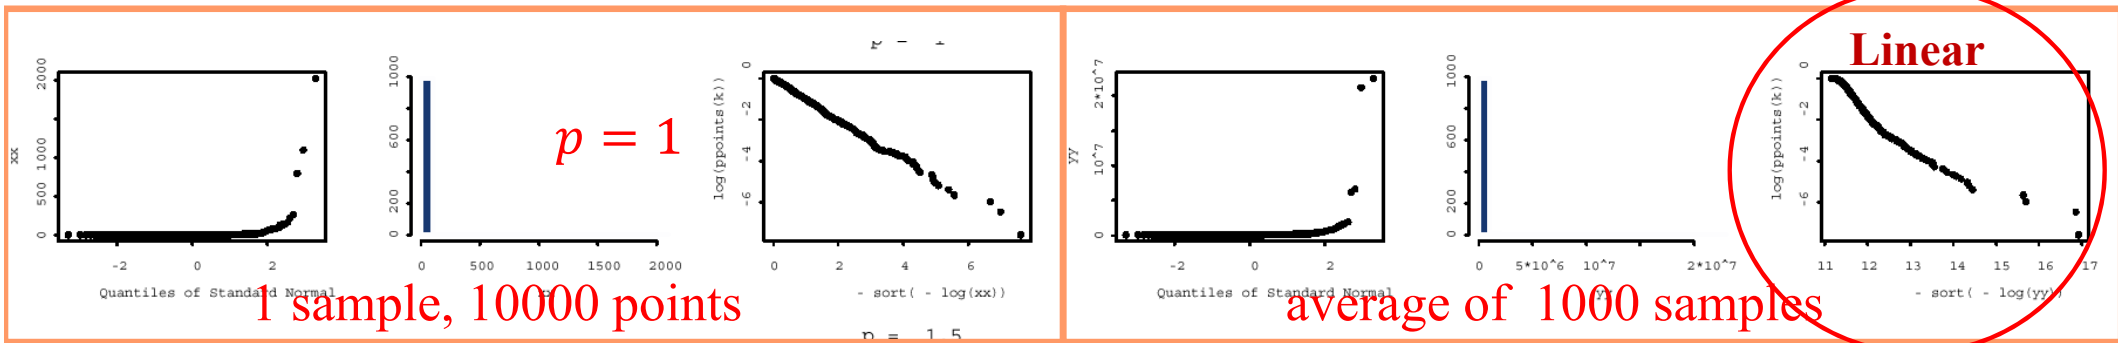 p = 1
Linear
xx
0 500 1000 2000
-2 0 2
Quantiles of Standard Normal
0 200 600 1000
0 500 1000 1500 2000
p = 1
log(ppoints(k))
0 -2 -4 -6
0 2 4 6
- sort( - log(xx))
1 sample, 10000 points
p = 1.5
yy
0 10^7 2*10^7
-2 0 2
Quantiles of Standard Normal
0 200 600 1000
0 5*10^6 10^7 2*10^7
yy
log(ppoints(k))
0 -2 -4 -6
11 12 13 14 15 16 17
- sort( - log(yy))
average of 1000 samples